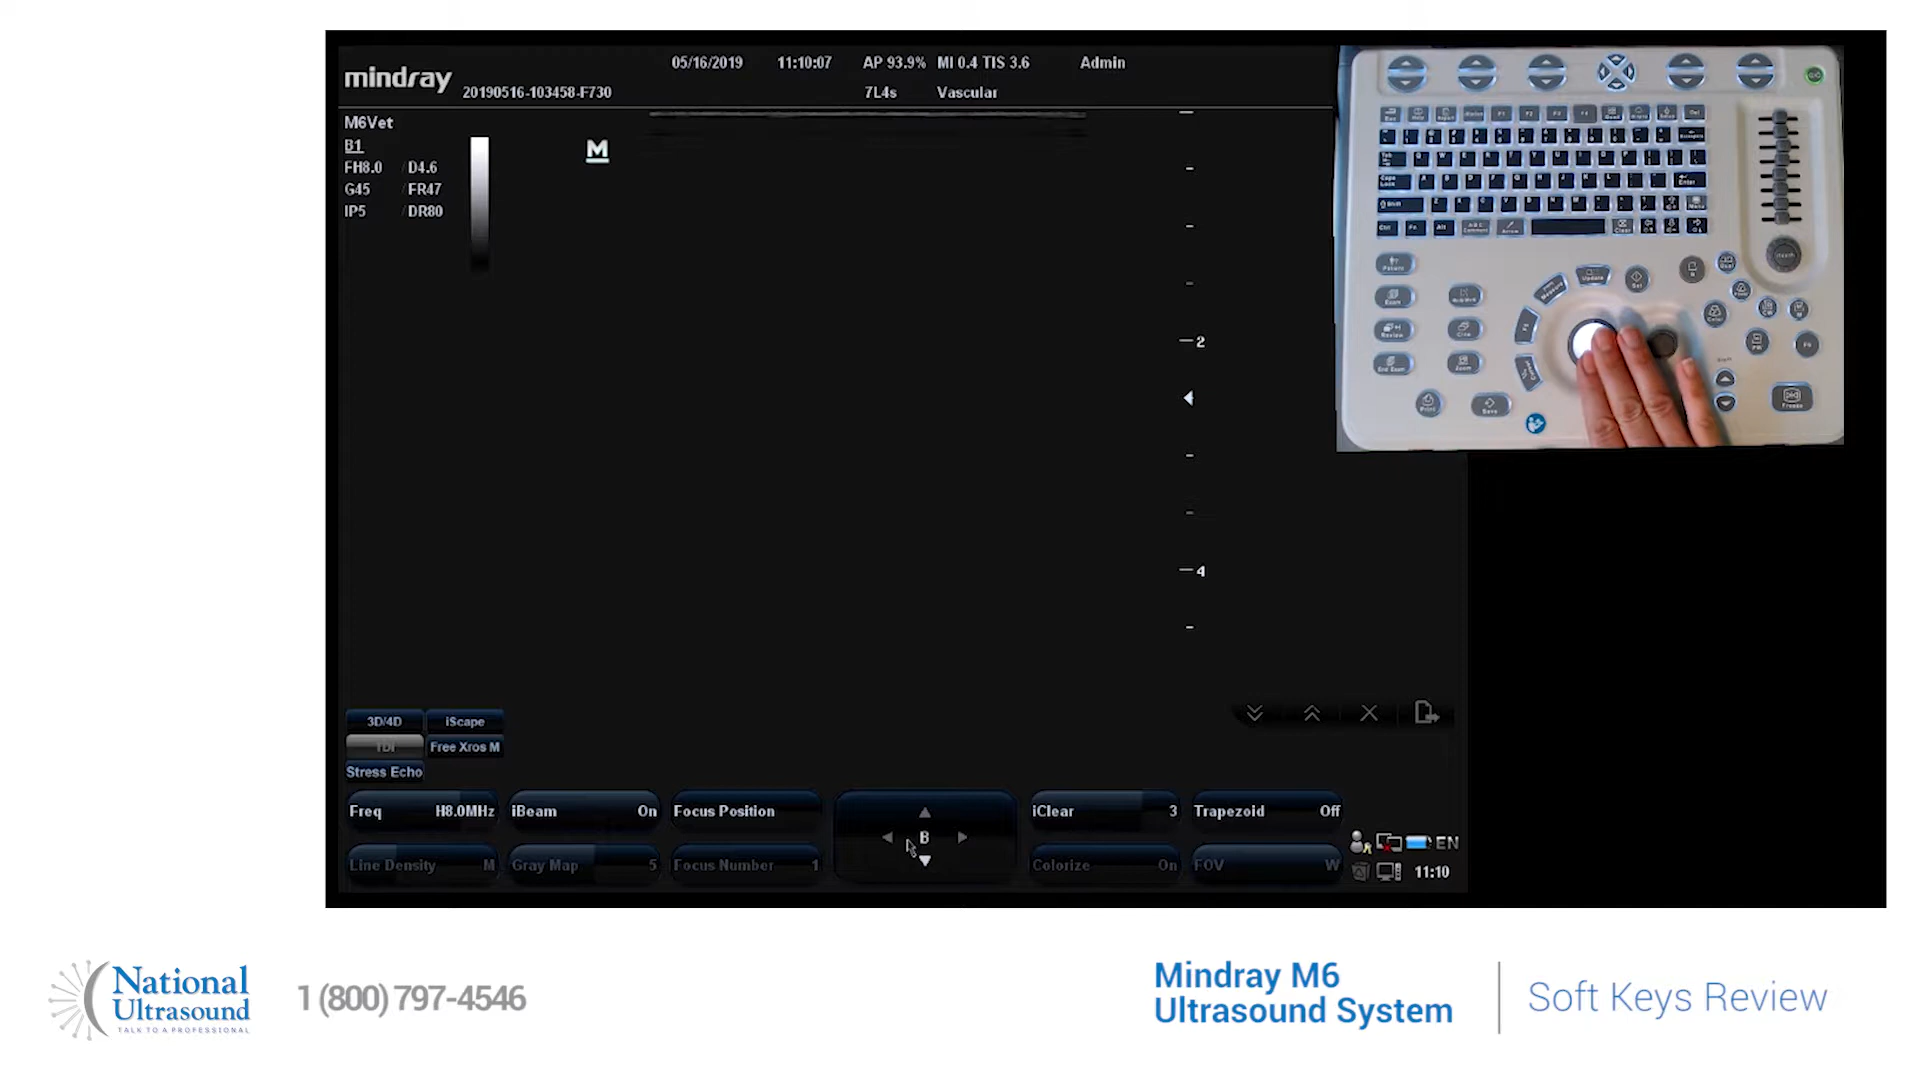 mindray
05/16/2019 11:10:07 AP 93.9% MI 0.4 TIS 3.6 Admin
20190516-103458-F730 7L4s Vascular
M6Vet
B1
FH8.0 / D4.6
G45 / FR47
IP5 / DR80
M
2
4
3D/4D iScape
TDI Free Xros M
Stress Echo
Freq H8.0MHz iBeam On Focus Position iClear 3 Trapezoid Off
B
Line Density M Gray Map 5 Focus Number 1 Colorize On FOV W
EN
11:10
National
Ultrasound
TALK TO A PROFESSIONAL
1 (800) 797-4546
Mindray M6
Ultrasound System
Soft Keys Review